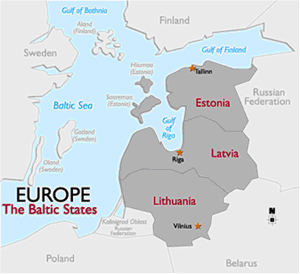 Gulf of Bothnia
Finland
Åland
(Finland)
Gulf of Finland
Sweden
Hiiumaa
(Estonia)
Tallinn
Russian
Federation
Saaremaa
(Estonia)
Estonia
Baltic Sea
Gulf
of
Riga
Gotland
(Sweden)
Riga
Latvia
Öland
(Sweden)
EUROPE
The Baltic States
Lithuania
Kaliningrad Oblast
Russian
Federation
Vilnius
N
Poland
Belarus